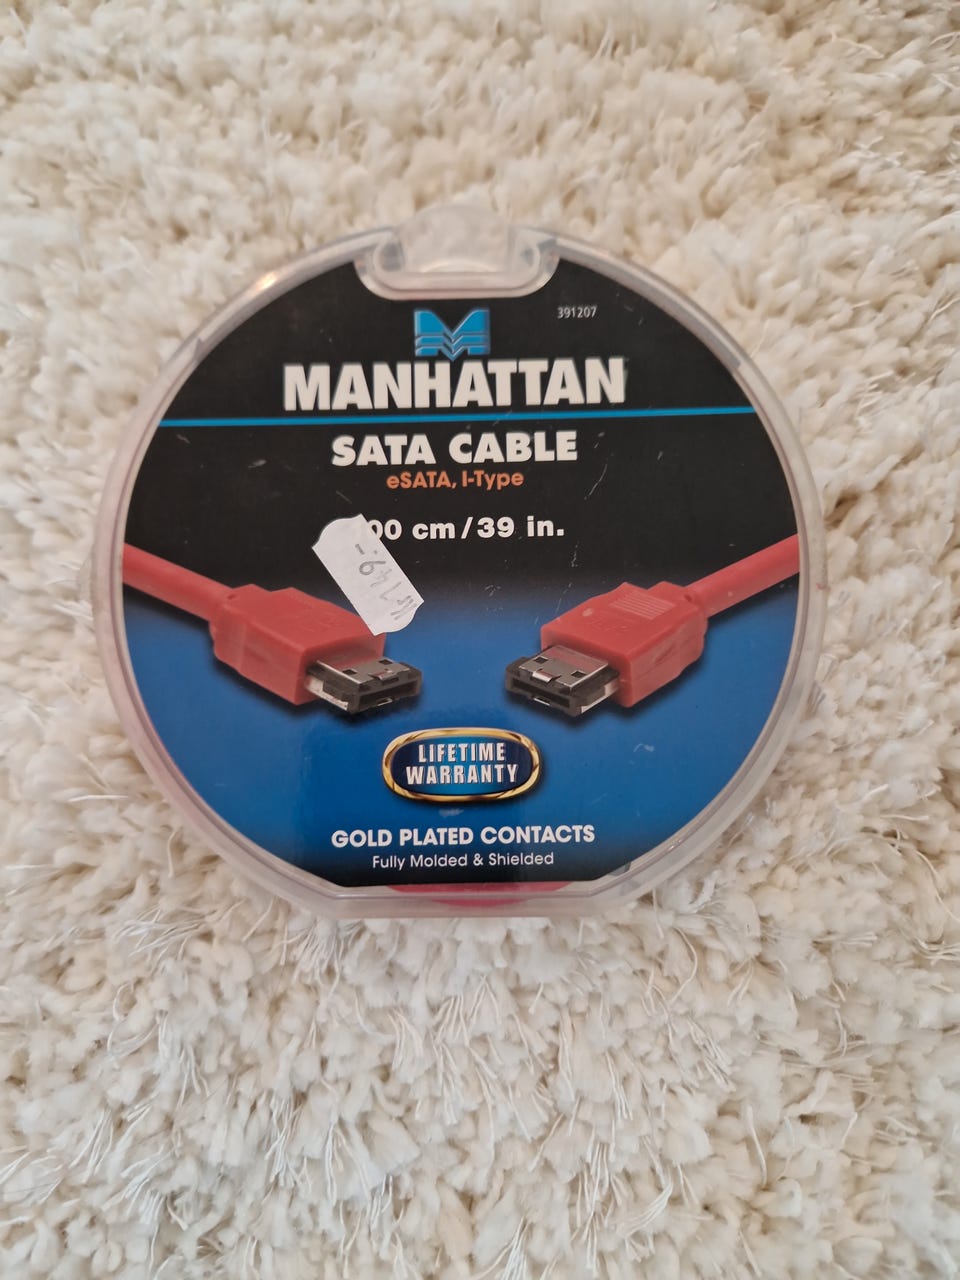 391207
MANHATTAN
SATA CABLE
eSATA, I-Type
00 cm/39 in.
LIFETIME
WARRANTY
GOLD PLATED CONTACTS
Fully Molded & Shielded